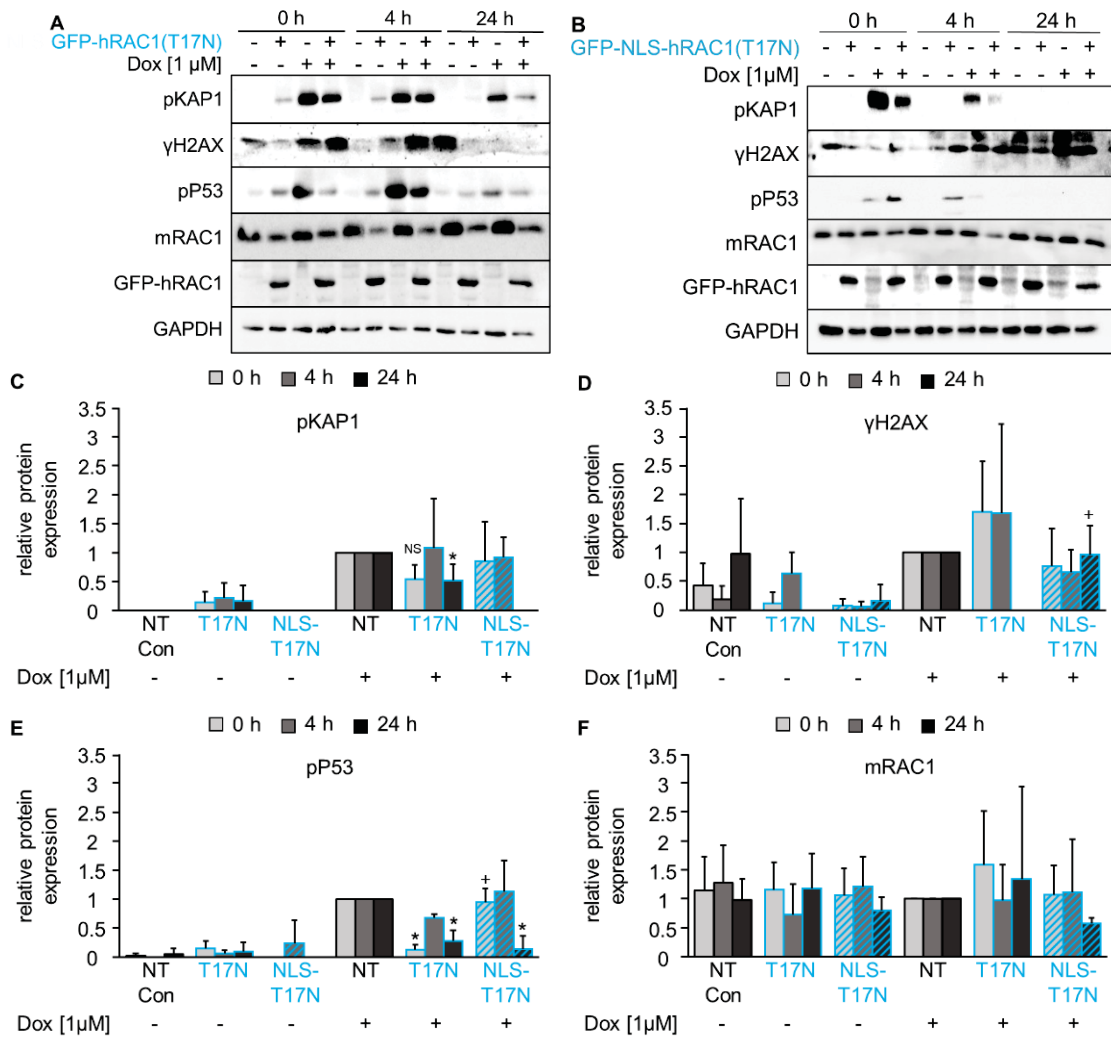 A
0 h 4 h 24 h
GFP-hRAC1(T17N) - + - + - + - + - + - +
Dox [1 µM] - - + + - - + + - - + +
pKAP1
γH2AX
pP53
mRAC1
GFP-hRAC1
GAPDH
B
0 h 4 h 24 h
GFP-NLS-hRAC1(T17N) - + - + - + - + - + - +
Dox [1µM] - - + + - - + + - - + +
pKAP1
γH2AX
pP53
mRAC1
GFP-hRAC1
GAPDH
C
0 h 4 h 24 h
pKAP1
relative protein
expression
3.5
3
2.5
2
1.5
1
0.5
0
NS
*
NT T17N NLS- NT T17N NLS-
Con T17N T17N
Dox [1µM] - - - + + +
D
0 h 4 h 24 h
γH2AX
relative protein
expression
3.5
3
2.5
2
1.5
1
0.5
0
+
NT T17N NLS- NT T17N NLS-
Con T17N T17N
Dox [1µM] - - - + + +
E
0 h 4 h 24 h
pP53
relative protein
expression
3.5
3
2.5
2
1.5
1
0.5
0
* * + *
NT T17N NLS- NT T17N NLS-
Con T17N T17N
Dox [1µM] - - - + + +
F
0 h 4 h 24 h
mRAC1
relative protein
expression
3.5
3
2.5
2
1.5
1
0.5
0
NT T17N NLS- NT T17N NLS-
Con T17N T17N
Dox [1µM] - - - + + +